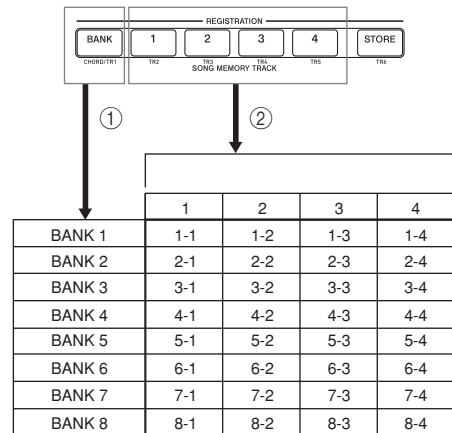 REGISTRATION
BANK 1 2 3 4 STORE
CHORD/TR1 TR2 TR3 TR4 TR5 TR6
SONG MEMORY TRACK
① ②
1 2 3 4
BANK 1 1-1 1-2 1-3 1-4
BANK 2 2-1 2-2 2-3 2-4
BANK 3 3-1 3-2 3-3 3-4
BANK 4 4-1 4-2 4-3 4-4
BANK 5 5-1 5-2 5-3 5-4
BANK 6 6-1 6-2 6-3 6-4
BANK 7 7-1 7-2 7-3 7-4
BANK 8 8-1 8-2 8-3 8-4